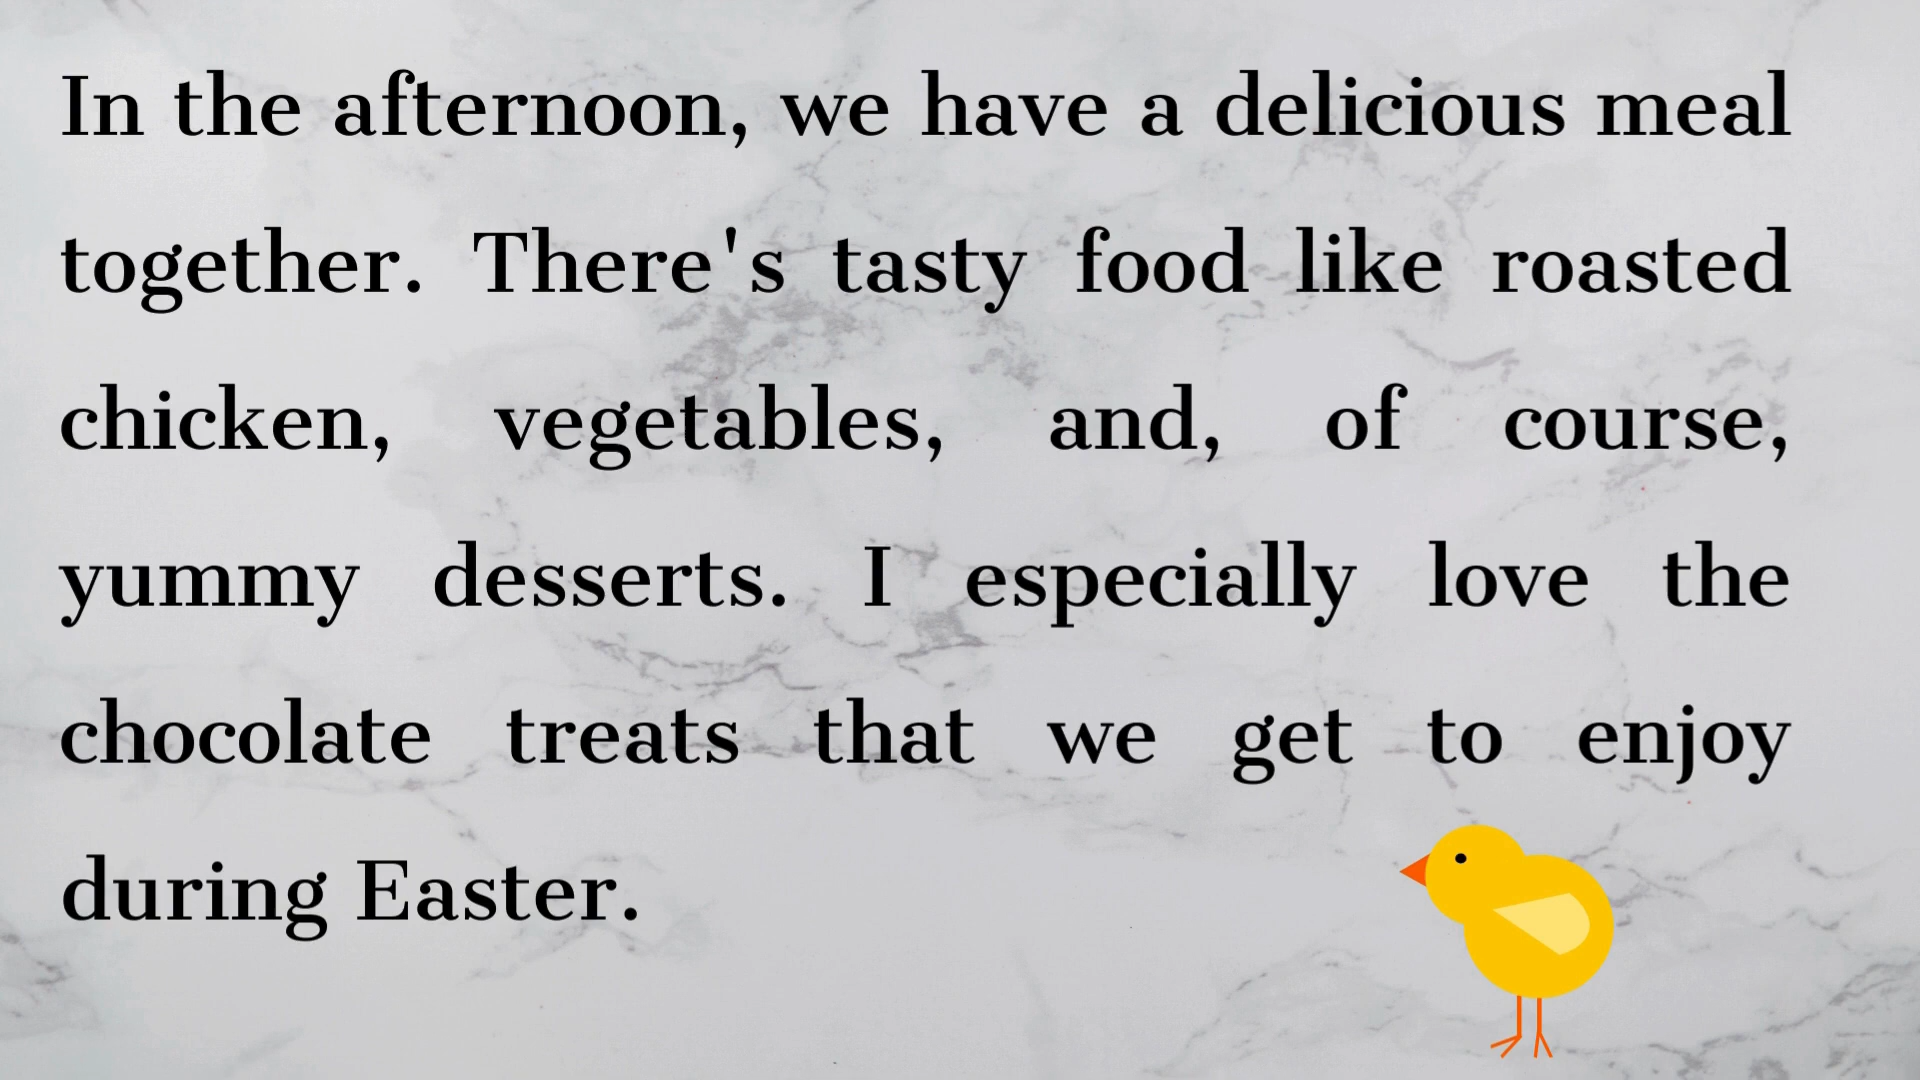 In the afternoon, we have a delicious meal
together. There's tasty food like roasted
chicken, vegetables, and, of course,
yummy desserts. I especially love the
chocolate treats that we get to enjoy
during Easter.